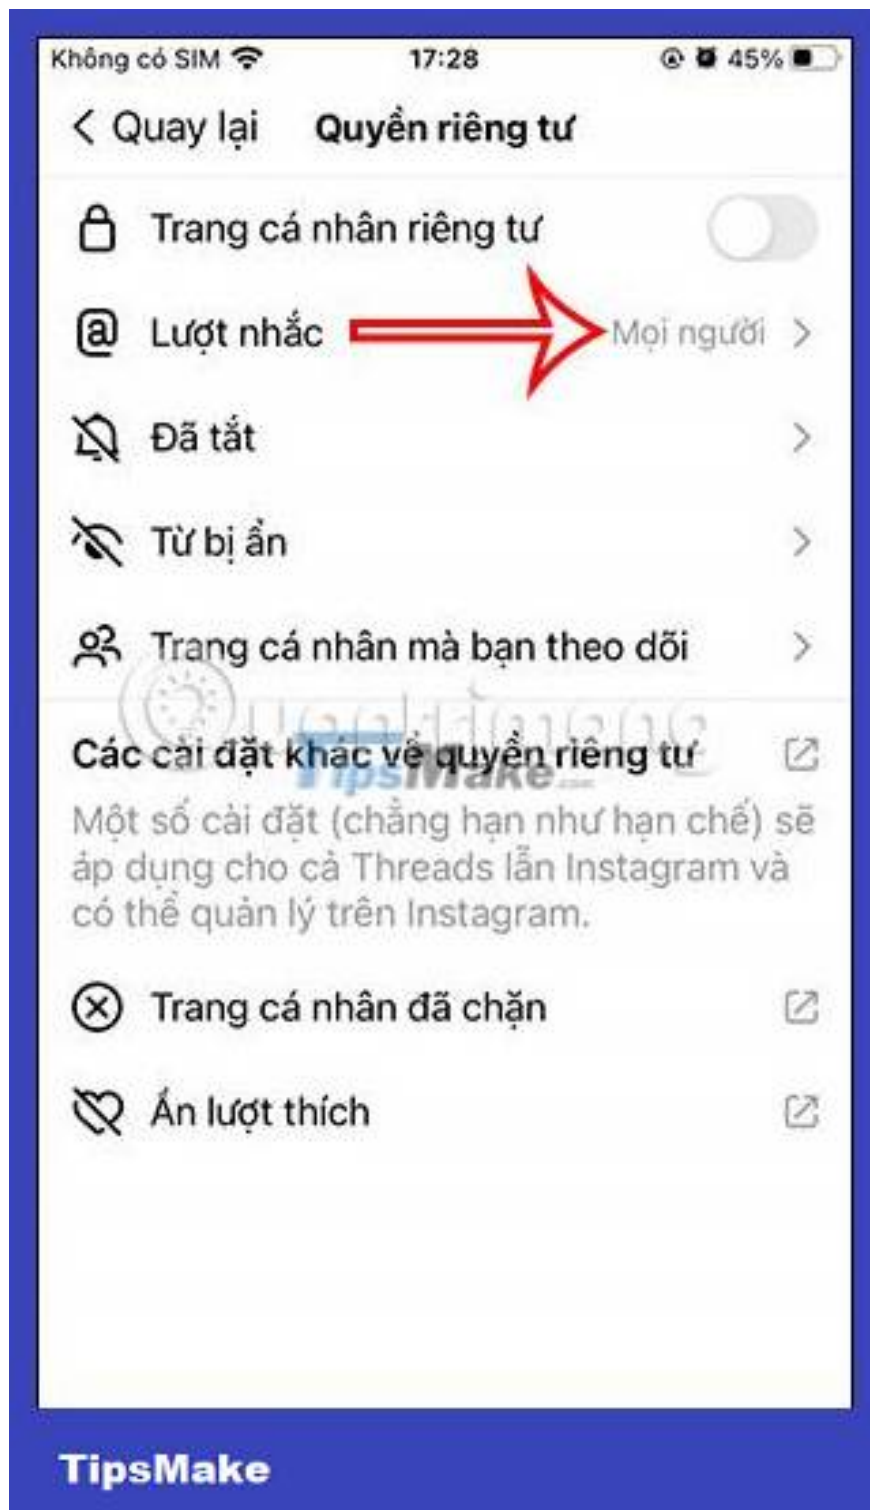 Không có SIM 17:28 45%
Quay lại Quyền riêng tư
Trang cá nhân riêng tư
Lượt nhắc Mọi người
Đã tắt
Từ bị ẩn
Trang cá nhân mà bạn theo dõi
Các cài đặt khác về quyền riêng tư
TipsMake.com
Một số cài đặt (chẳng hạn như hạn chế) sẽ
áp dụng cho cả Threads lẫn Instagram và
có thể quản lý trên Instagram.
Trang cá nhân đã chặn
Ẩn lượt thích
TipsMake